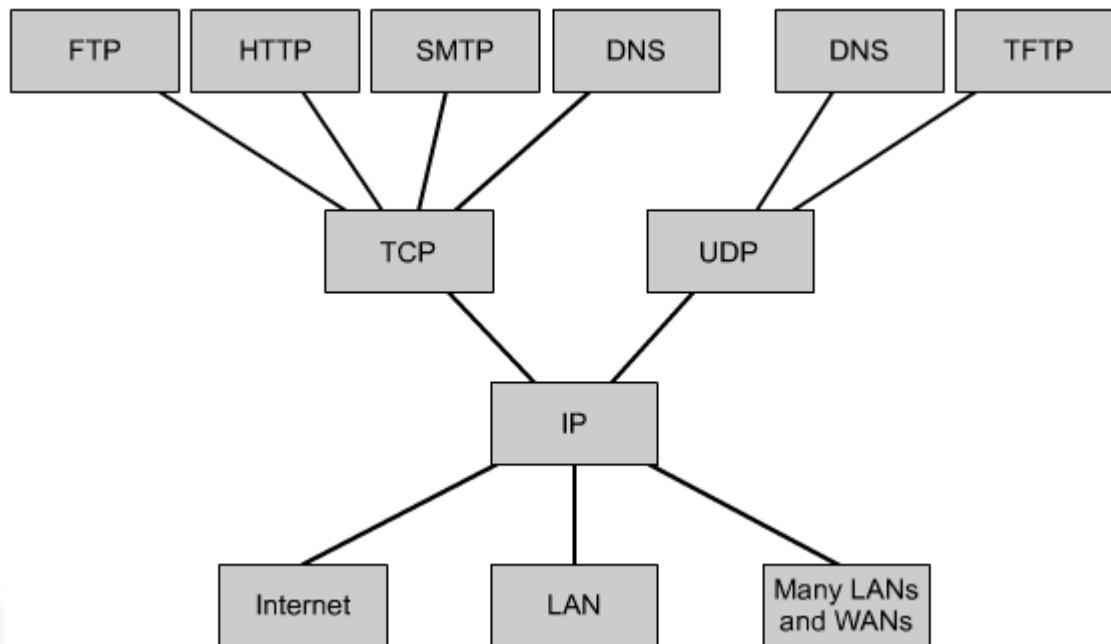 FTP
HTTP
SMTP
DNS
DNS
TFTP
TCP
UDP
IP
Internet
LAN
Many LANs
and WANs